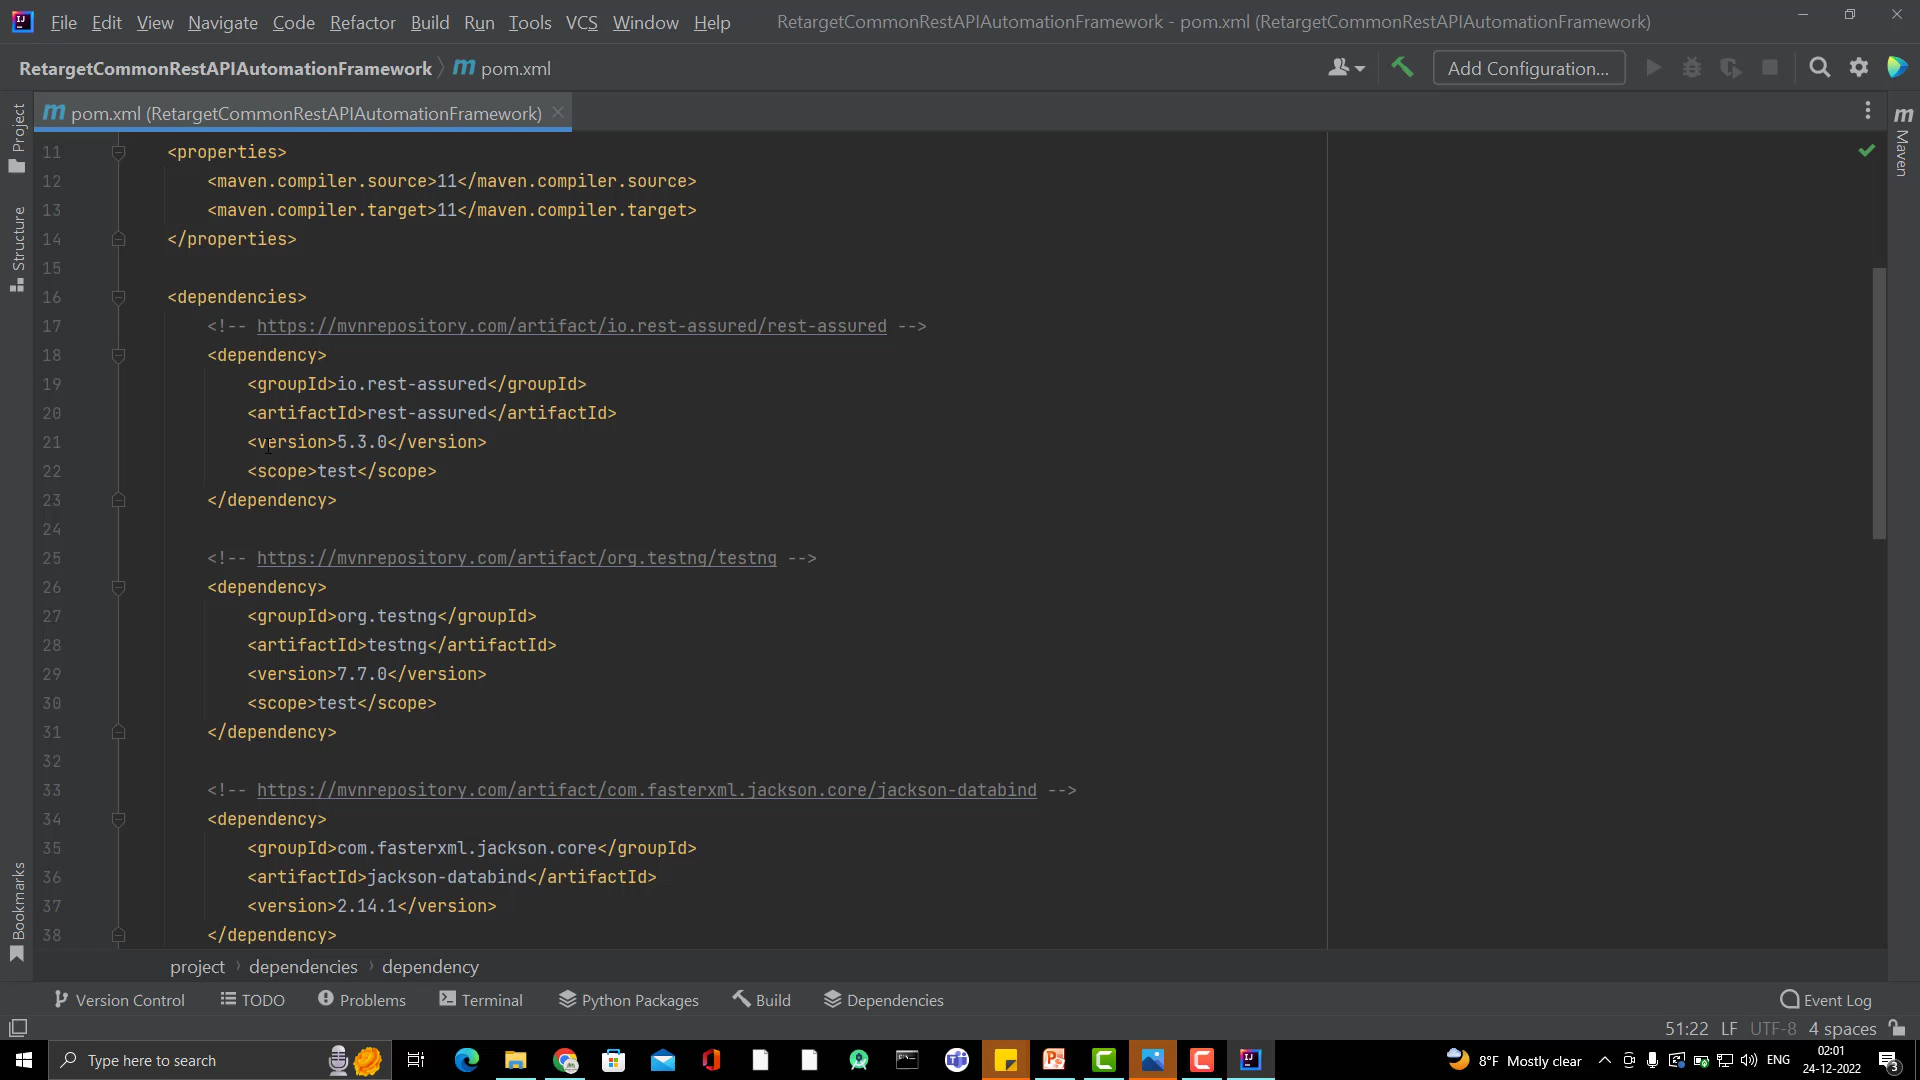 File Edit View Navigate Code Refactor Build Run Tools VCS Window Help RetargetCommonRestAPIAutomationFramework - pom.xml (RetargetCommonRestAPIAutomationFramework)
RetargetCommonRestAPIAutomationFramework m pom.xml Add Configuration...
m pom.xml (RetargetCommonRestAPIAutomationFramework)
Project
Structure
Bookmarks
m Maven
11 <properties>
12 <maven.compiler.source>11</maven.compiler.source>
13 <maven.compiler.target>11</maven.compiler.target>
14 </properties>
15
16 <dependencies>
17 <!-- https://mvnrepository.com/artifact/io.rest-assured/rest-assured -->
18 <dependency>
19 <groupId>io.rest-assured</groupId>
20 <artifactId>rest-assured</artifactId>
21 <version>5.3.0</version>
22 <scope>test</scope>
23 </dependency>
24
25 <!-- https://mvnrepository.com/artifact/org.testng/testng -->
26 <dependency>
27 <groupId>org.testng</groupId>
28 <artifactId>testng</artifactId>
29 <version>7.7.0</version>
30 <scope>test</scope>
31 </dependency>
32
33 <!-- https://mvnrepository.com/artifact/com.fasterxml.jackson.core/jackson-databind -->
34 <dependency>
35 <groupId>com.fasterxml.jackson.core</groupId>
36 <artifactId>jackson-databind</artifactId>
37 <version>2.14.1</version>
38 </dependency>
project dependencies dependency
Version Control TODO Problems Terminal Python Packages Build Dependencies Event Log
51:22 LF UTF-8 4 spaces
Type here to search 8°F Mostly clear ENG 02:01
24-12-2022 3